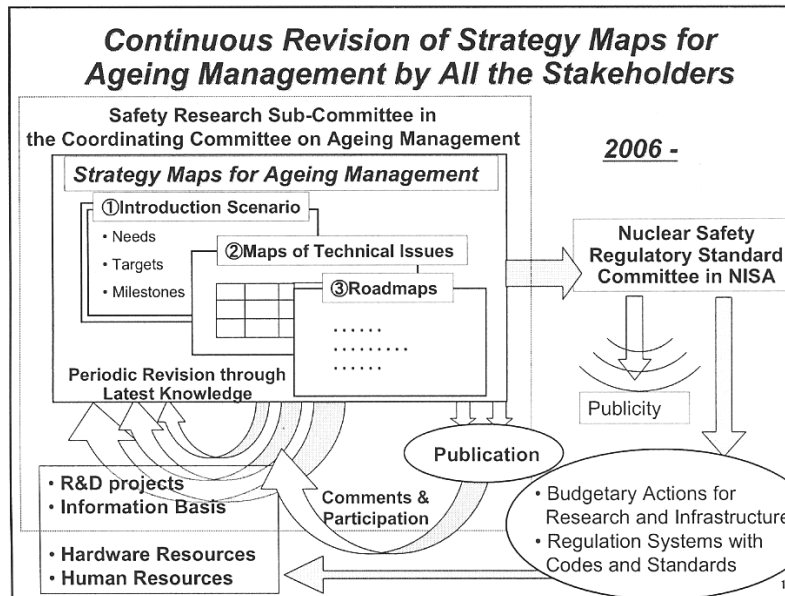 Continuous Revision of Strategy Maps for
Ageing Management by All the Stakeholders
Safety Research Sub-Committee in
the Coordinating Committee on Ageing Management
2006 -
Strategy Maps for Ageing Management
①Introduction Scenario
• Needs
• Targets
• Milestones
②Maps of Technical Issues
③Roadmaps
Nuclear Safety
Regulatory Standard
Committee in NISA
Periodic Revision through
Latest Knowledge
Publicity
Publication
• R&D projects
• Information Basis
• Hardware Resources
• Human Resources
Comments &
Participation
• Budgetary Actions for
Research and Infrastructure
• Regulation Systems with
Codes and Standards
1